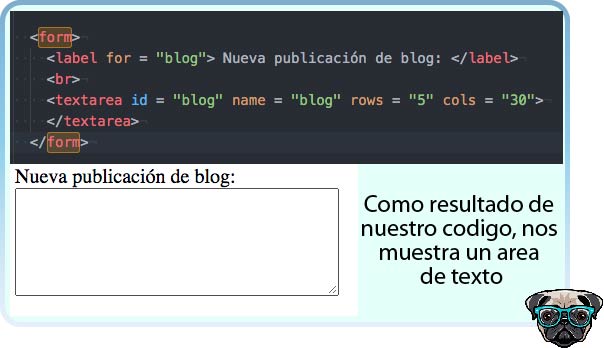 <form>
<label for = "blog"> Nueva publicación de blog: </label>
<br>
<textarea id = "blog" name = "blog" rows = "5" cols = "30">
</textarea>
</form>
Nueva publicación de blog:
Como resultado de
nuestro codigo, nos
muestra un area
de texto